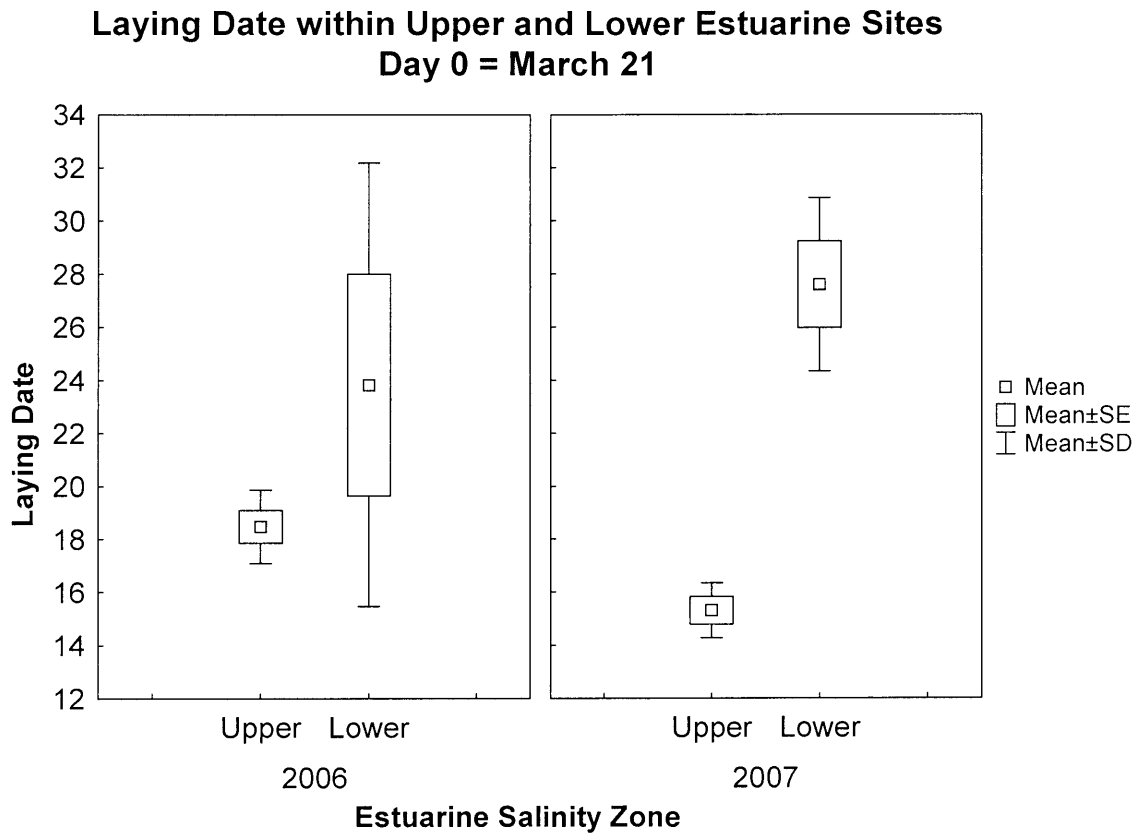 Laying Date within Upper and Lower Estuarine Sites
Day 0 = March 21
34
32
30
28
26
24
22
20
18
16
14
12
Laying Date
Upper Lower
Upper Lower
2006
2007
Estuarine Salinity Zone
Mean
Mean±SE
Mean±SD